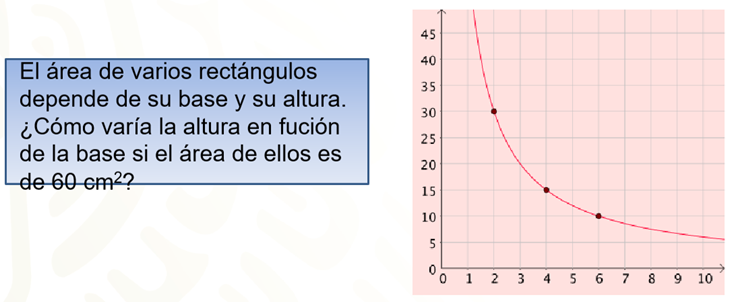 El área de varios rectángulos
depende de su base y su altura.
¿Cómo varía la altura en fución
de la base si el área de ellos es
de 60 cm²?
45
40
35
30
25
20
15
10
5
0
0 1 2 3 4 5 6 7 8 9 10